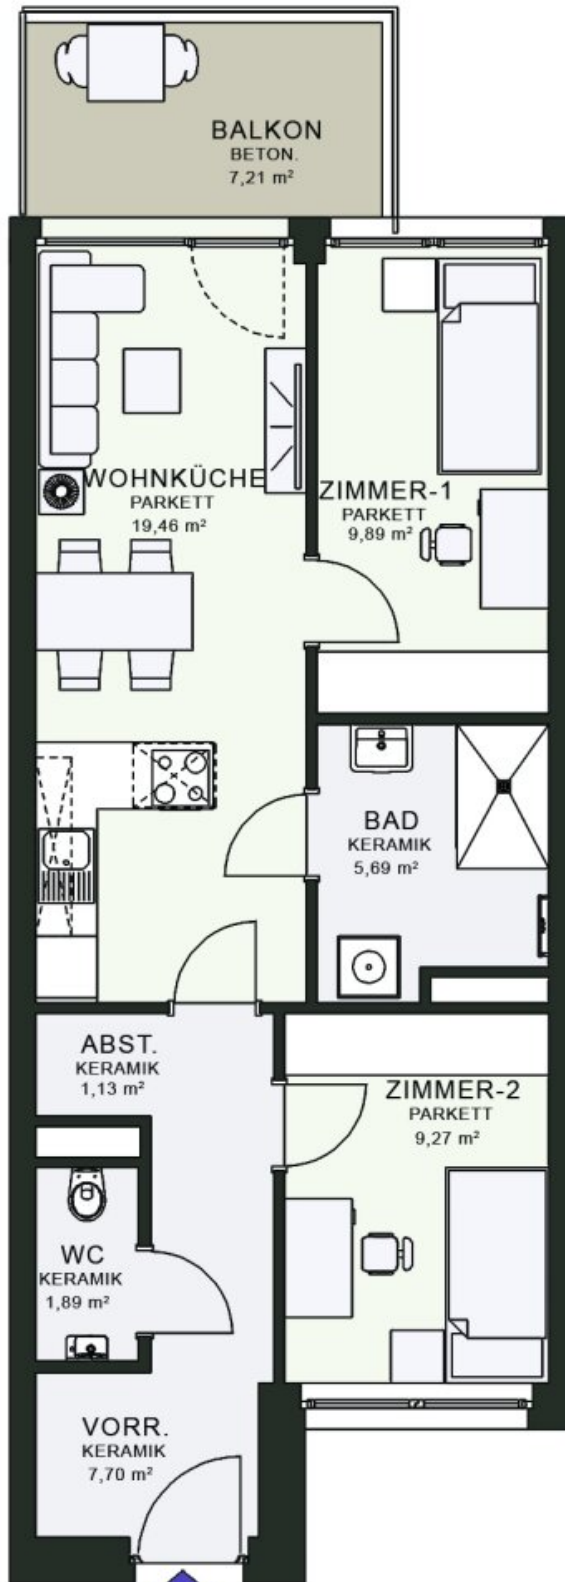 BALKON
BETON.
7,21 m²
WOHNKÜCHE
PARKETT
19,46 m²
ZIMMER-1
PARKETT
9,89 m²
BAD
KERAMIK
5,69 m²
ABST.
KERAMIK
1,13 m²
ZIMMER-2
PARKETT
9,27 m²
WC
KERAMIK
1,89 m²
VORR.
KERAMIK
7,70 m²